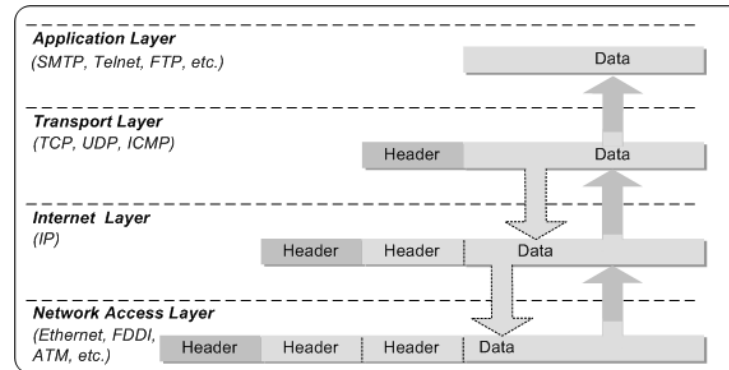 Application Layer
(SMTP, Telnet, FTP, etc.)
Data
Transport Layer
(TCP, UDP, ICMP)
Header
Data
Internet Layer
(IP)
Header
Header
Data
Network Access Layer
(Ethernet, FDDI,
ATM, etc.)
Header
Header
Header
Data